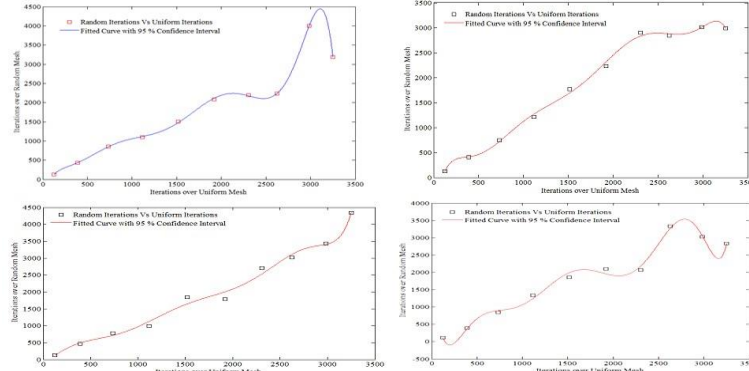 4500
4000
3500
3000
2500
2000
1500
1000
500
0
Random Iterations Vs Uniform Iterations
Fitted Curve with 95 % Confidence Interval
Iterations over Random Mesh
0 500 1000 1500 2000 2500 3000 3500
Iterations over Uniform Mesh
3500
3000
2500
2000
1500
1000
500
0
Random Iterations Vs Uniform Iterations
Fitted Curve with 95 % Confidence Interval
Iterations over Random Mesh
0 500 1000 1500 2000 2500 3000 3500
Iterations over Uniform Mesh
4500
4000
3500
3000
2500
2000
1500
1000
500
0
Random Iterations Vs Uniform Iterations
Fitted Curve with 95 % Confidence Interval
Iterations over Random Mesh
0 500 1000 1500 2000 2500 3000 3500
Iterations over Uniform Mesh
4000
3500
3000
2500
2000
1500
1000
500
0
-500
Random Iterations Vs Uniform Iterations
Fitted Curve with 95 % Confidence Interval
Iterations over Random Mesh
0 500 1000 1500 2000 2500 3000 350
Iterations over Uniform Mesh